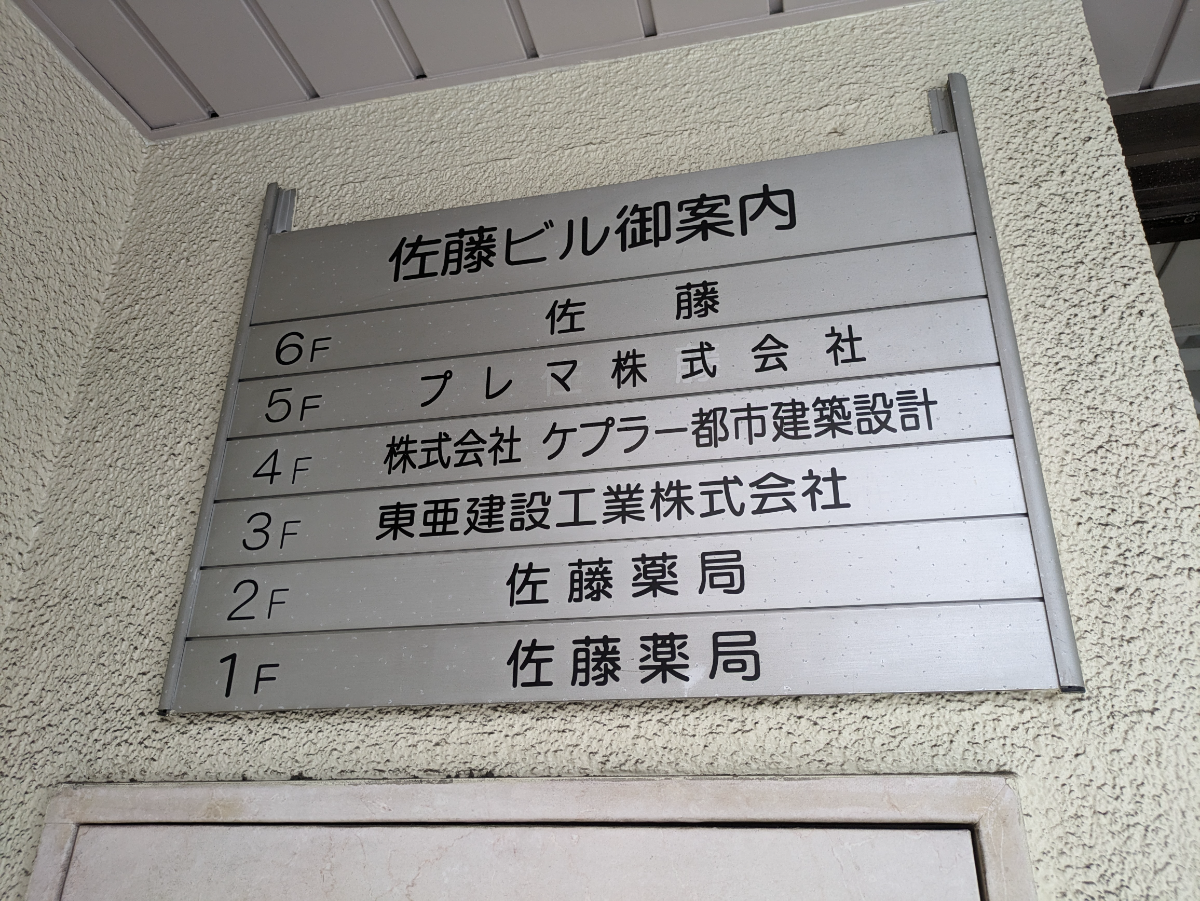 佐藤ビル御案内
6F 佐藤
5F プレマ株式会社
4F 株式会社 ケプラー都市建築設計
3F 東亜建設工業株式会社
2F 佐藤薬局
1F 佐藤薬局